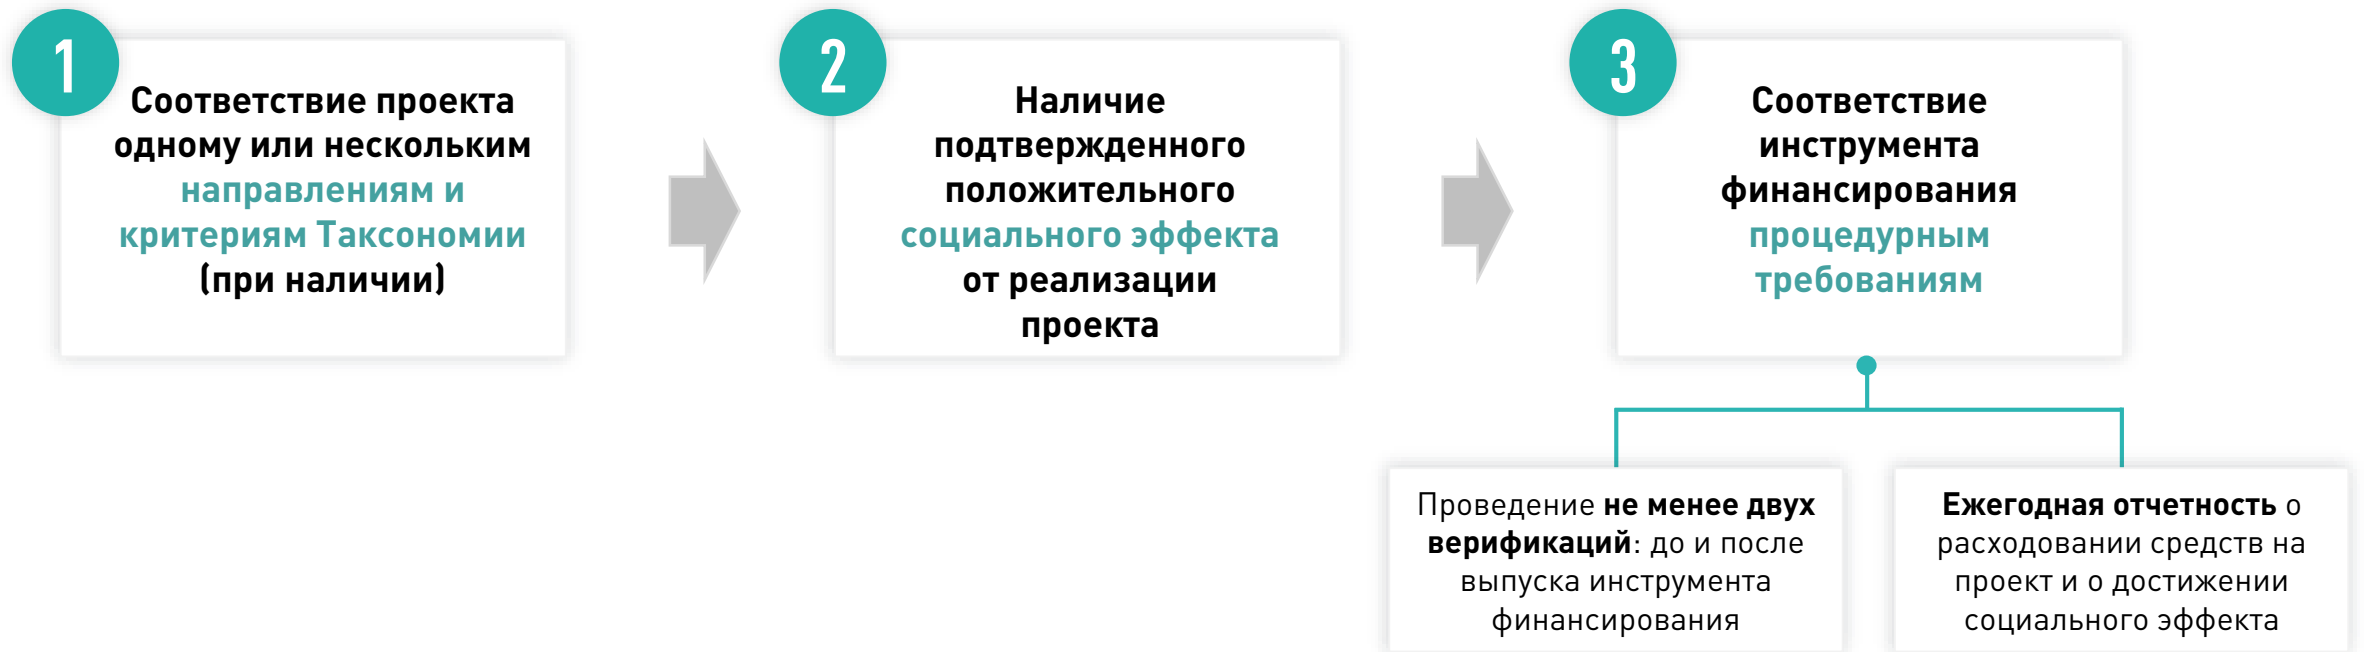 1
Соответствие проекта
одному или нескольким
направлениям и
критериям Таксономии
(при наличии)
2
Наличие
подтвержденного
положительного
социального эффекта
от реализации
проекта
3
Соответствие
инструмента
финансирования
процедурным
требованиям
Проведение не менее двух
верификаций: до и после
выпуска инструмента
финансирования
Ежегодная отчетность о
расходовании средств на
проект и о достижении
социального эффекта